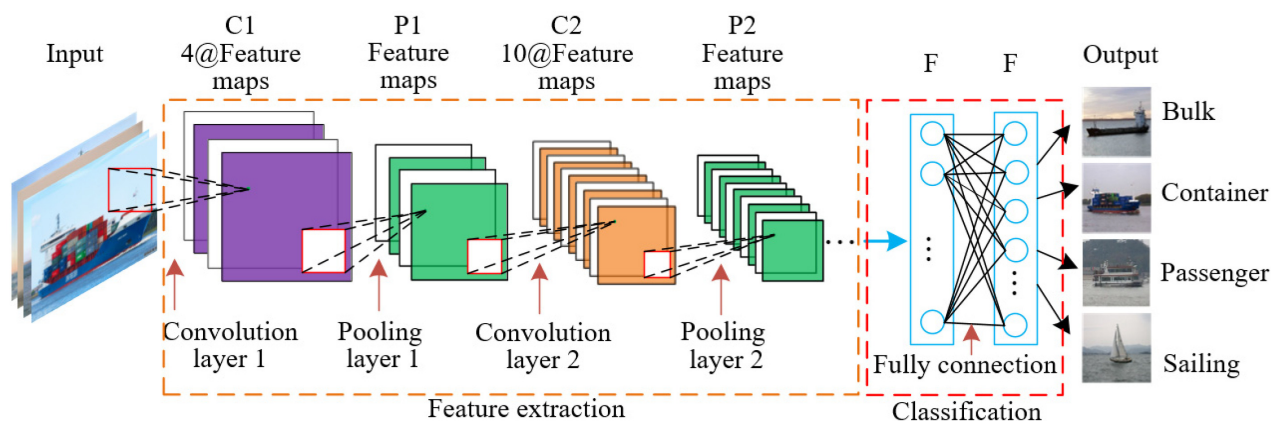 Input
C1
4@Feature
maps
P1
Feature
maps
C2
10@Feature
maps
P2
Feature
maps
F
F
Output
Bulk
Container
Passenger
Sailing
Convolution
layer 1
Pooling
layer 1
Convolution
layer 2
Pooling
layer 2
Fully connection
Feature extraction
Classification